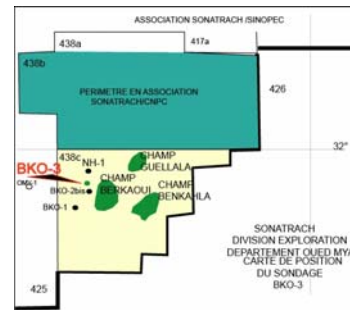 ASSOCIATION SONATRACH /SINOPEC
438a
417a
438b
426
PERIMETRE EN ASSOCIATION
SONATRACH/CNPC
32°
438c
CHAMP
GUELLALA
BKO-3
NH-1
CHAMP
BERKAOUI
BKO-2bis
CHAMP
BENKAHLA
BKO-1
SONATRACH
DIVISION EXPLORATION
DEPARTEMENT OUED MYA
CARTE DE POSITION
DU SONDAGE
BKO-3
425